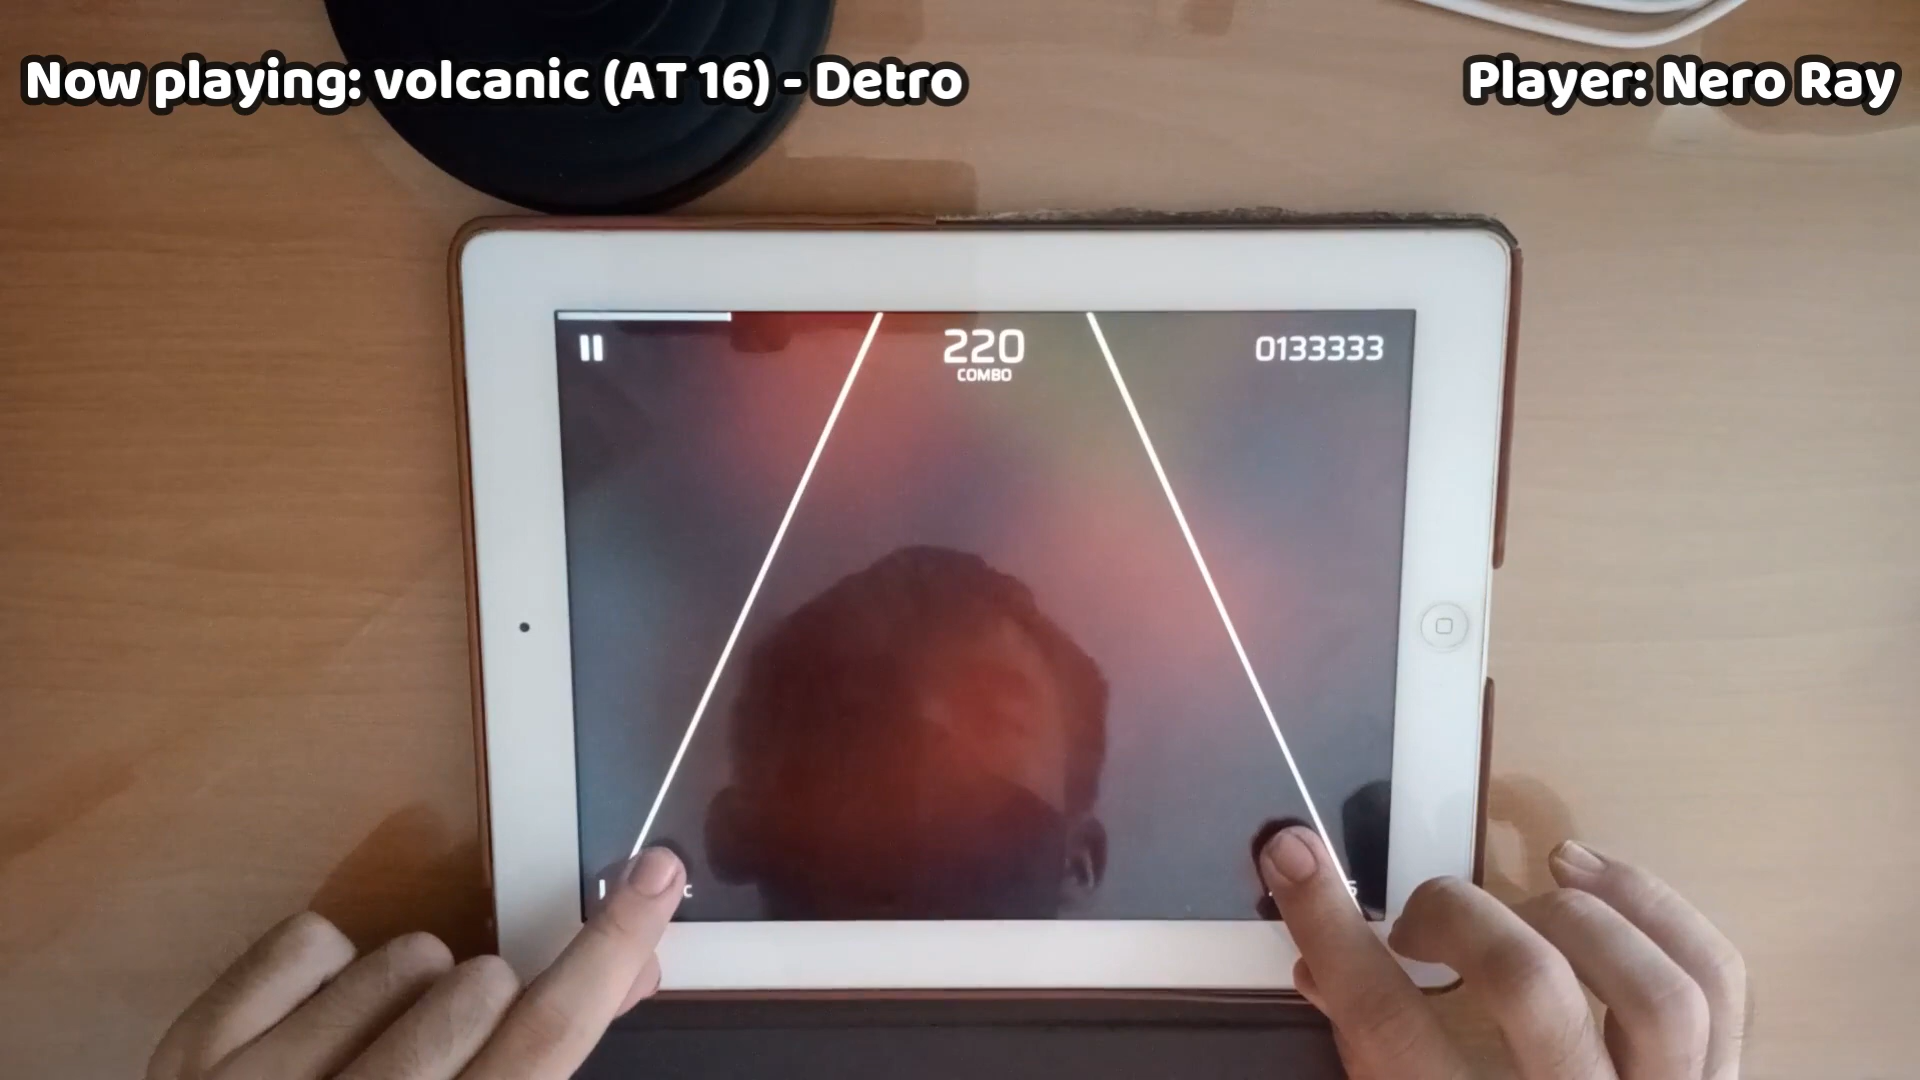 Now playing: volcanic (AT 16) - Detro
Player: Nero Ray
220
COMBO
0133333